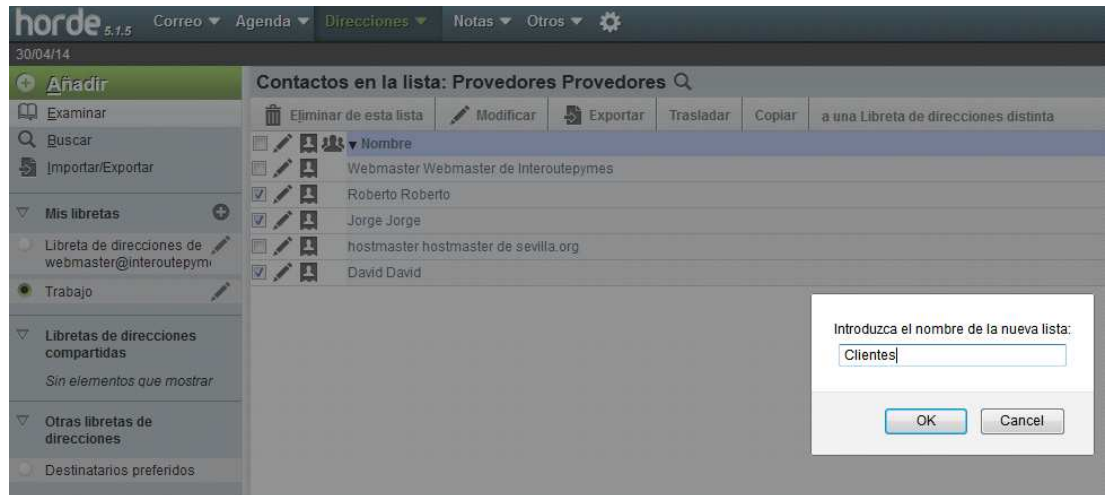 horde 5.1.5 Correo Agenda Direcciones Notas Otros
30/04/14
Añadir
Examinar
Buscar
Importar/Exportar
Mis libretas
Libreta de direcciones de
webmaster@interoutepym
Trabajo
Libretas de direcciones
compartidas
Sin elementos que mostrar
Otras libretas de
direcciones
Destinatarios preferidos
Contactos en la lista: Provedores Provedores
Eliminar de esta lista Modificar Exportar Trasladar Copiar a una Libreta de direcciones distinta
Nombre
Webmaster Webmaster de Interoutepymes
Roberto Roberto
Jorge Jorge
hostmaster hostmaster de sevilla.org
David David
Introduzca el nombre de la nueva lista:
Clientes
OK Cancel